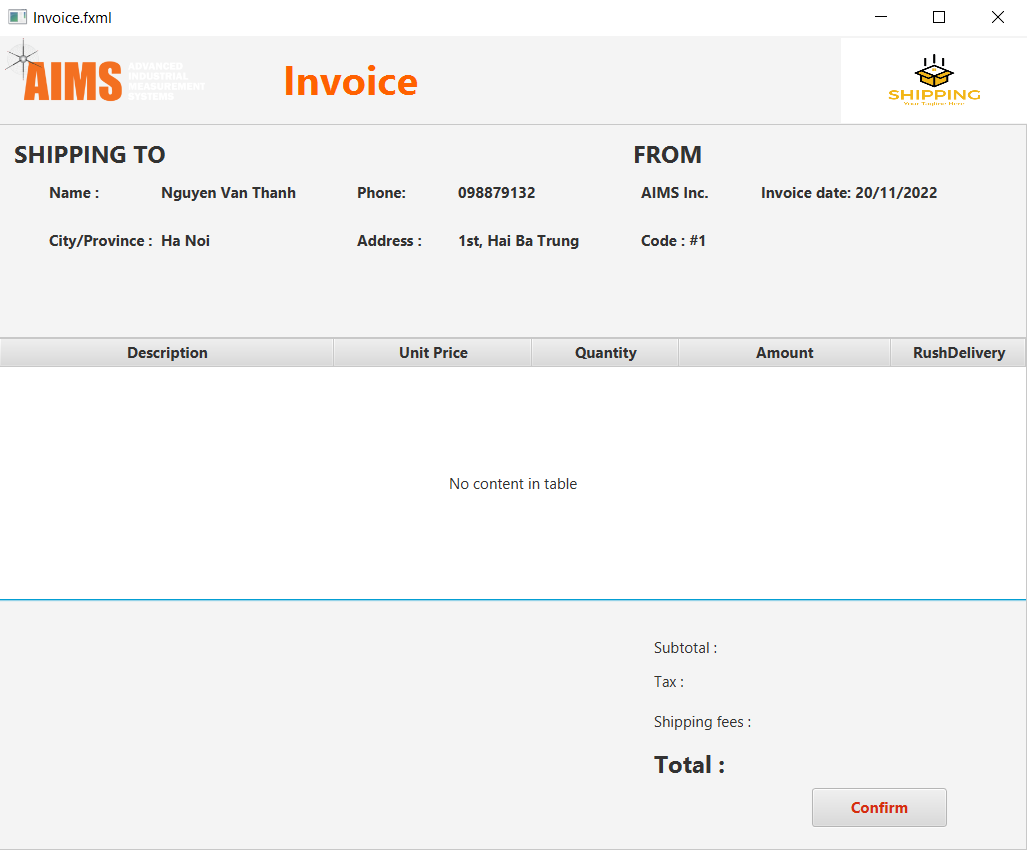 Invoice.fxml
AIMS
ADVANCED
INDUSTRIAL
MEASUREMENT
SYSTEMS
Invoice
SHIPPING
Your Tagline Here
SHIPPING TO
FROM
Name : Nguyen Van Thanh Phone: 098879132 AIMS Inc. Invoice date: 20/11/2022
City/Province : Ha Noi Address : 1st, Hai Ba Trung Code : #1
Description Unit Price Quantity Amount RushDelivery
No content in table
Subtotal :
Tax :
Shipping fees :
Total :
Confirm